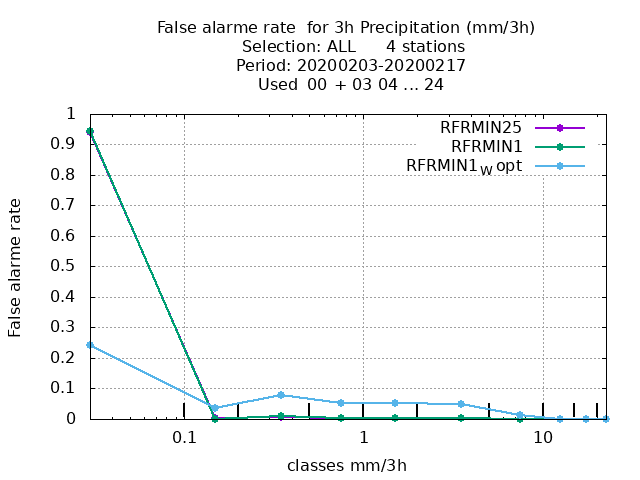 False alarme rate  for 3h Precipitation (mm/3h)
Selection: ALL      4 stations
Period: 20200203-20200217
Used  00  + 03 04 ... 24
RFRMIN25
RFRMIN1
RFRMIN1W opt
1
0.9
0.8
0.7
0.6
0.5
0.4
0.3
0.2
0.1
0
False alarme rate
0.1
1
10
classes mm/3h